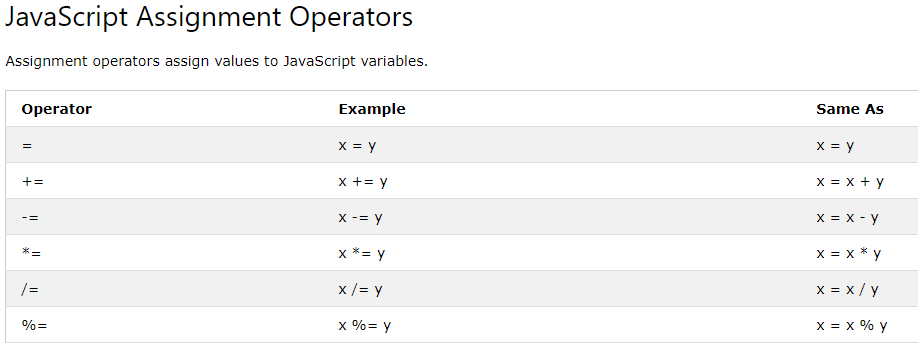 JavaScript Assignment Operators
Assignment operators assign values to JavaScript variables.
Operator Example Same As
= x = y x = y
+= x += y x = x + y
-= x -= y x = x - y
*= x *= y x = x * y
/= x /= y x = x / y
%= x %= y x = x % y